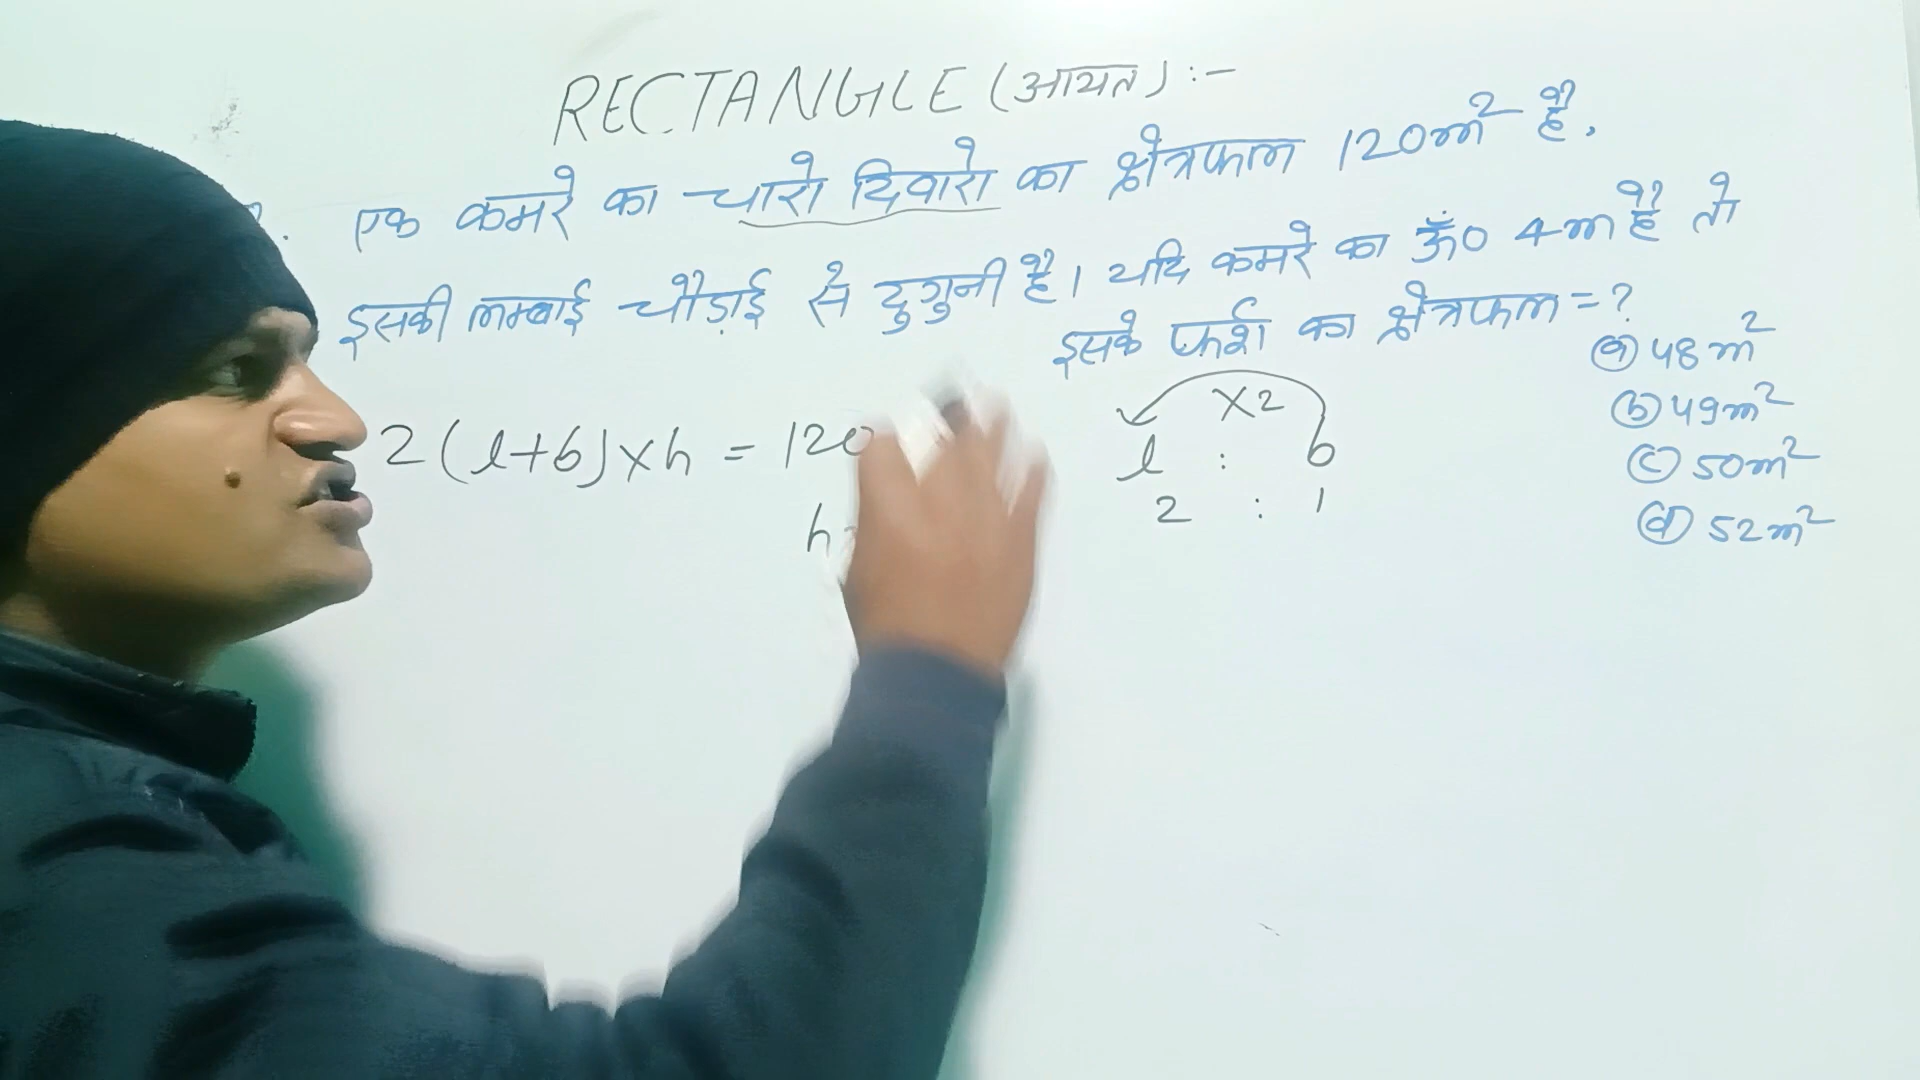 RECTANGLE (आयत) :-
एक कमरे का चारो दिवारो का क्षेत्रफल 120m² है,
इसकी लम्बाई चौड़ाई से दुगुनी है। यदि कमरे का ऊँ० 4m है तो
इसके फर्श का क्षेत्रफल = ?
(a) 48m²
(b) 49m²
(c) 50m²
(d) 52m²
2(l+b)×h = 120
h
×2
l : b
2 : 1